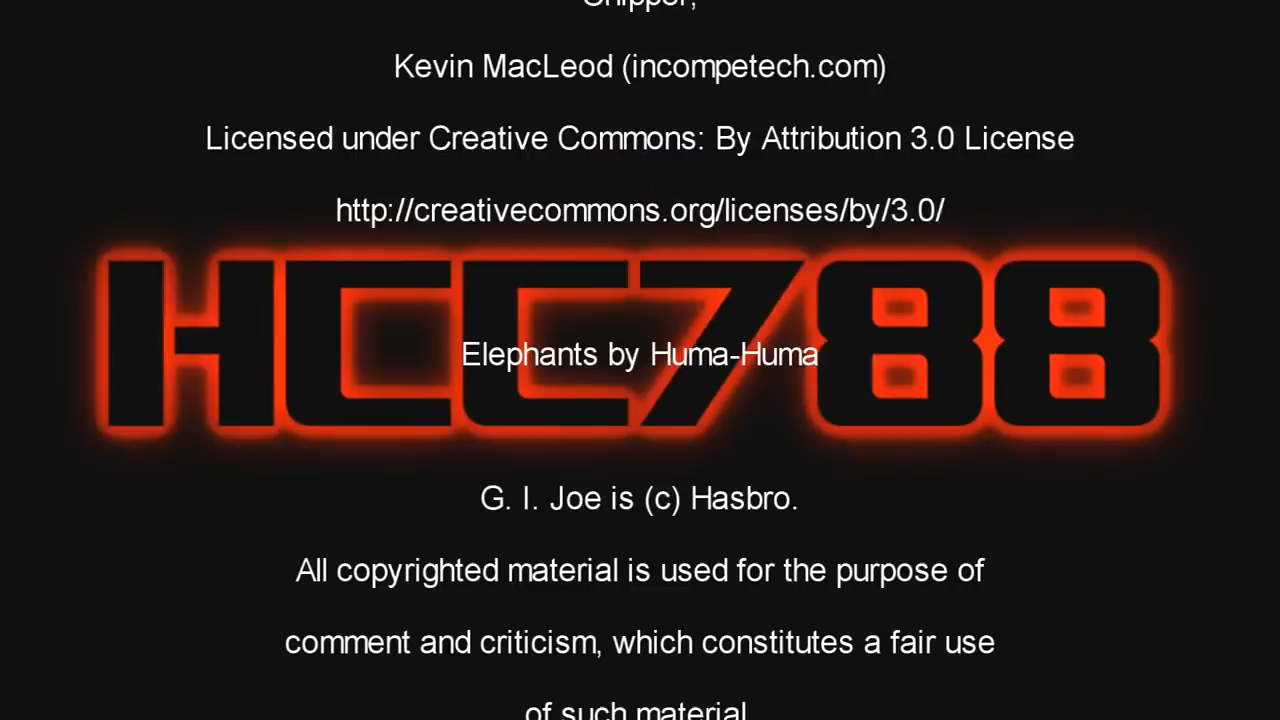 Chipper,
Kevin MacLeod (incompetech.com)
Licensed under Creative Commons: By Attribution 3.0 License
http://creativecommons.org/licenses/by/3.0/
HCC788
Elephants by Huma-Huma
G. I. Joe is (c) Hasbro.
All copyrighted material is used for the purpose of
comment and criticism, which constitutes a fair use
of such material